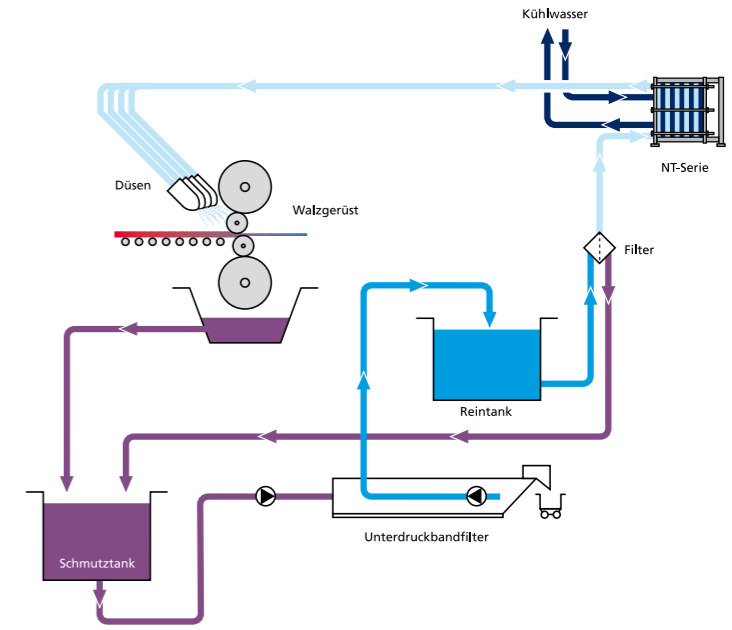 Kühlwasser
NT-Serie
Düsen
Walzgerüst
Filter
Reintank
Unterdruckbandfilter
Schmutztank